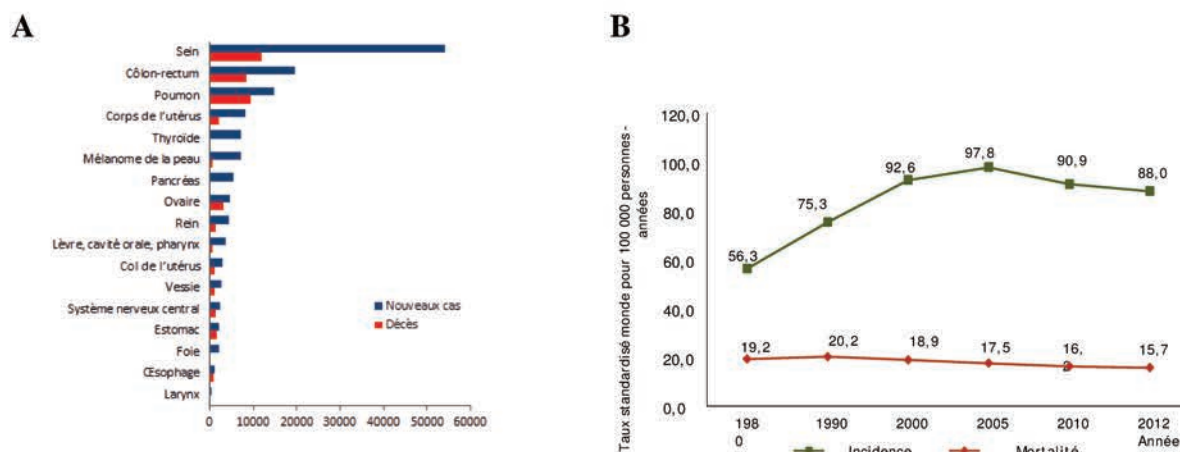 A
Sein
Côlon-rectum
Poumon
Corps de l'utérus
Thyroïde
Mélanome de la peau
Pancréas
Ovaire
Rein
Lèvre, cavité orale, pharynx
Col de l'utérus
Vessie
Système nerveux central
Estomac
Foie
Œsophage
Larynx
Nouveaux cas
Décès
0 10000 20000 30000 40000 50000 60000
B
Taux standardisé monde pour 100 000 personnes -
années
120,0
100,0
80,0
60,0
40,0
20,0
0,0
56,3 75,3 92,6 97,8 90,9 88,0
19,2 20,2 18,9 17,5 16, 15,7
198 1990 2000 2005 2010 2012
0 Année
Incidence Mortalité